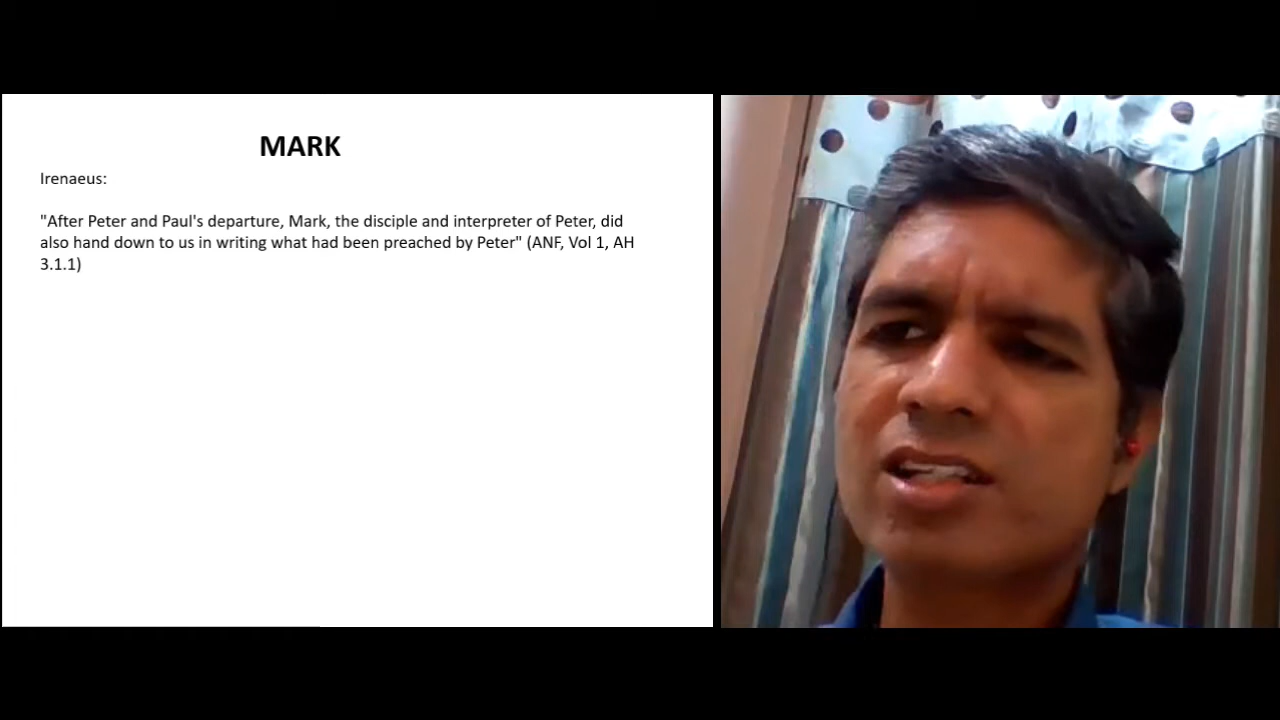 MARK
Irenaeus:
"After Peter and Paul's departure, Mark, the disciple and interpreter of Peter, did
also hand down to us in writing what had been preached by Peter" (ANF, Vol 1, AH
3.1.1)